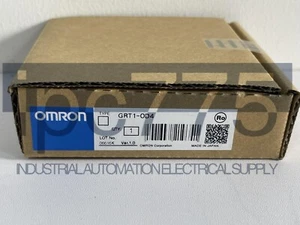 ipc775
OMRON
TYPE
GRT1-OD4
QTY. 1
LOT No.
Ver.1.0
OMRON Corporation
MADE IN JAPAN
INDUSTRIAL AUTOMATION ELECTRICAL SUPPLY